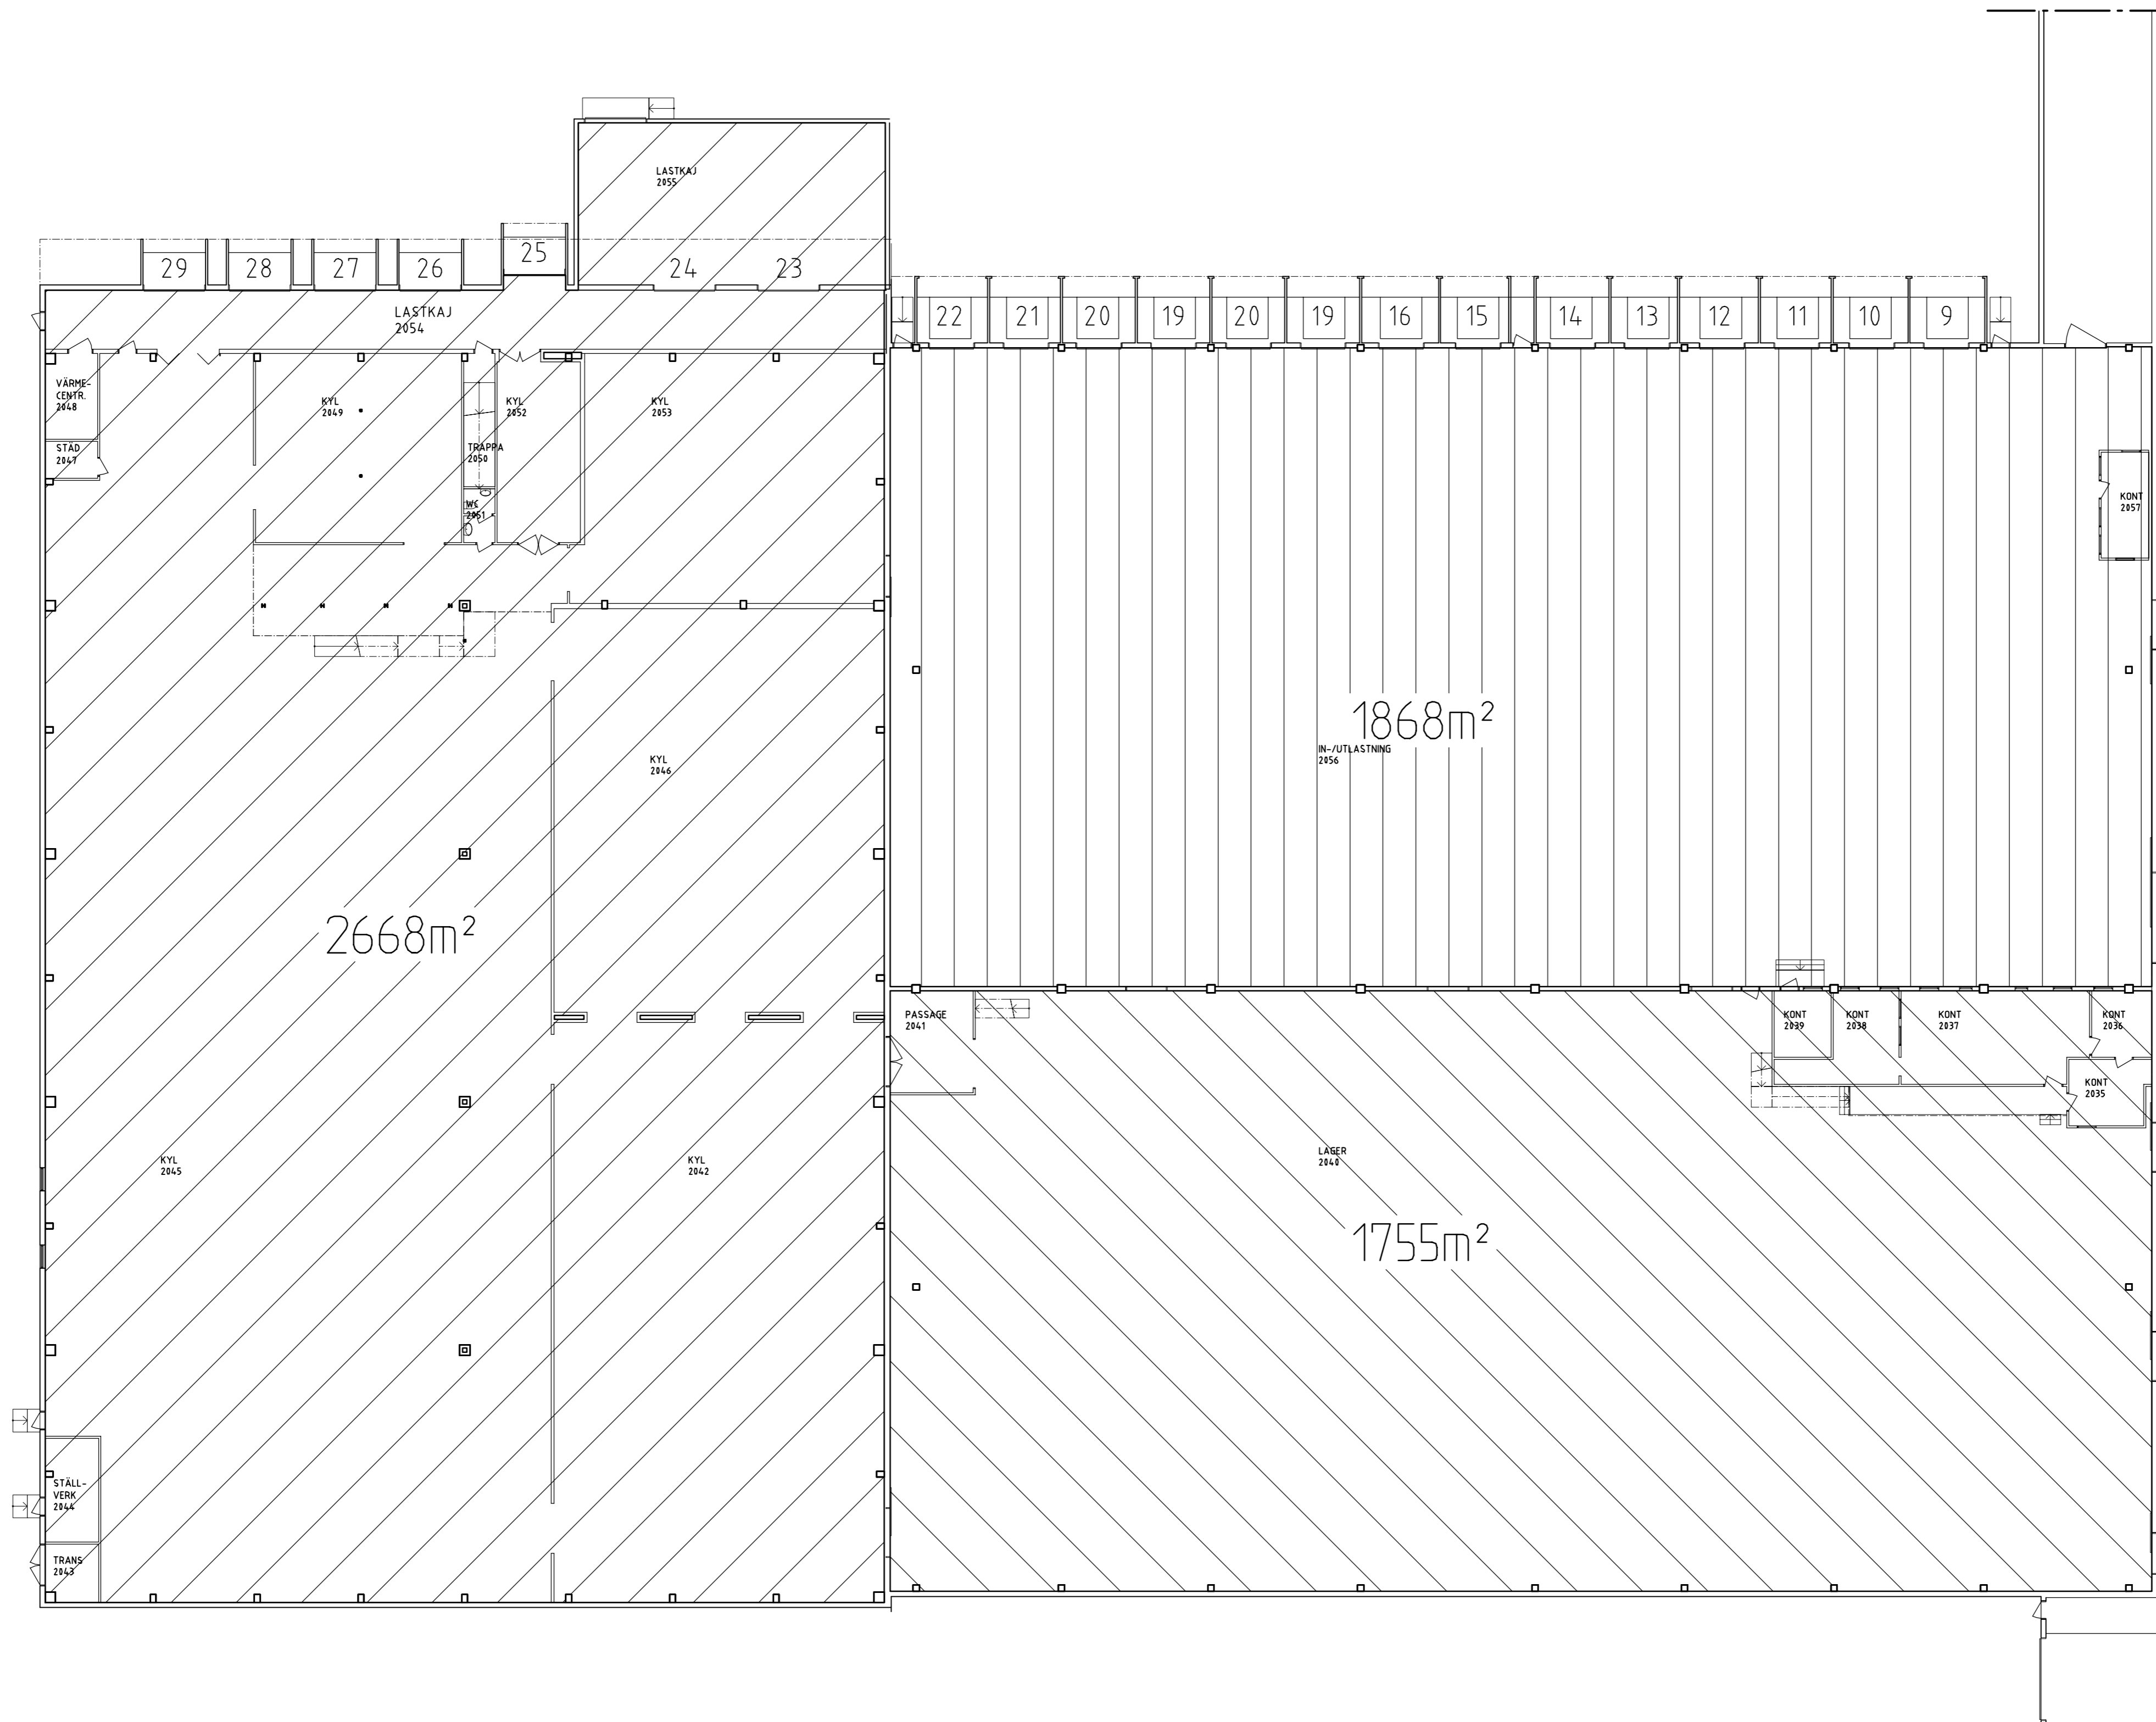 LASTKAJ
2055
29
28
27
26
25
24
23
LASTKAJ
2054
22
21
20
19
20
19
16
15
14
13
12
11
10
9
VÄRME-
CENTR.
2048
KYL
2049
KYL
2052
KYL
2053
STÄD
2047
TRAPPA
2050
WC
2051
KONT
2057
1868m²
IN-/UTLASTNING
2056
KYL
2046
2668m²
PASSAGE
2041
KONT
2039
KONT
2038
KONT
2037
KONT
2036
KONT
2035
KYL
2045
KYL
2042
LAGER
2040
1755m²
STÄLL-
VERK
2044
TRANS
2043